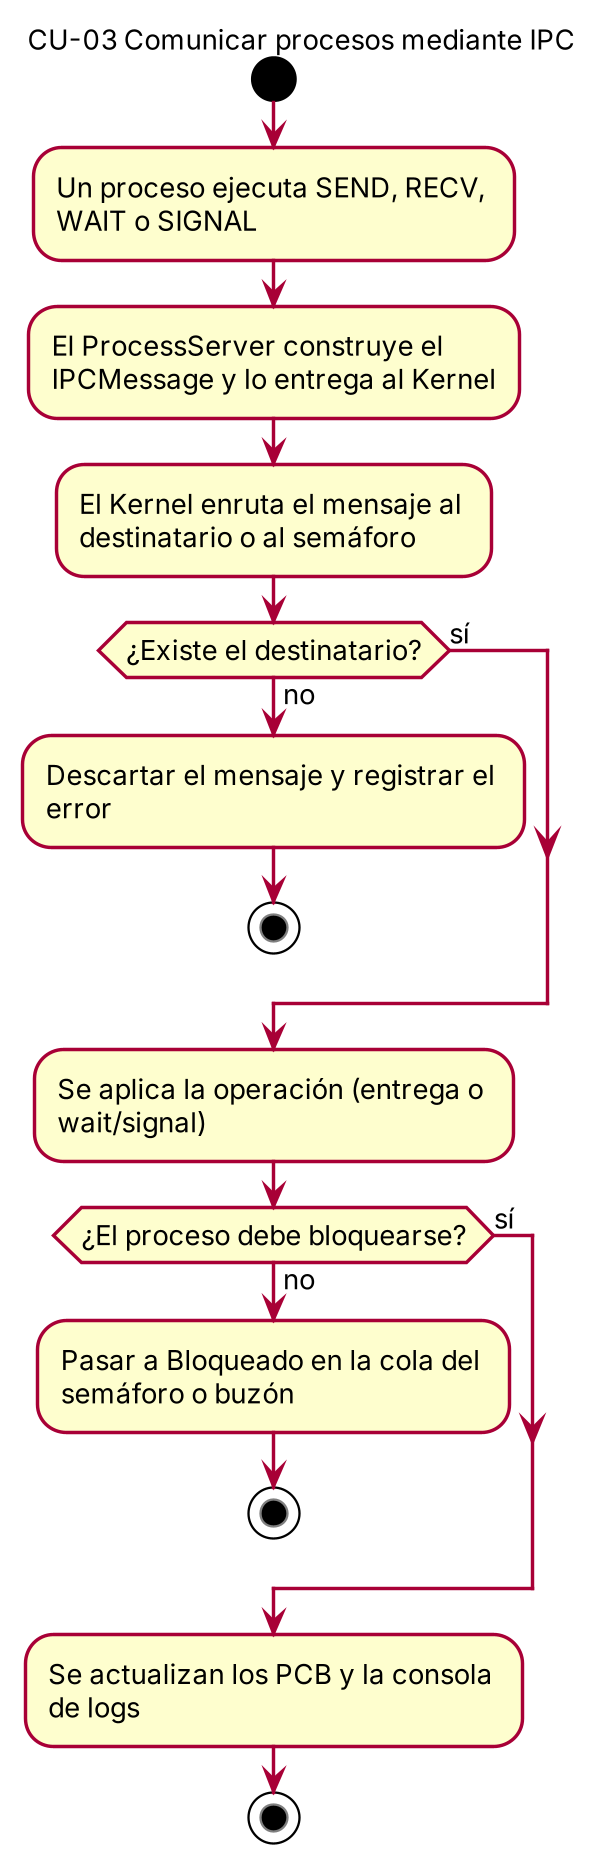 CU-03 Comunicar procesos mediante IPC
Un proceso ejecuta SEND, RECV,
WAIT o SIGNAL
El ProcessServer construye el
IPCMessage y lo entrega al Kernel
El Kernel enruta el mensaje al
destinatario o al semáforo
¿Existe el destinatario?
sí
no
Descartar el mensaje y registrar el
error
Se aplica la operación (entrega o
wait/signal)
¿El proceso debe bloquearse?
sí
no
Pasar a Bloqueado en la cola del
semáforo o buzón
Se actualizan los PCB y la consola
de logs